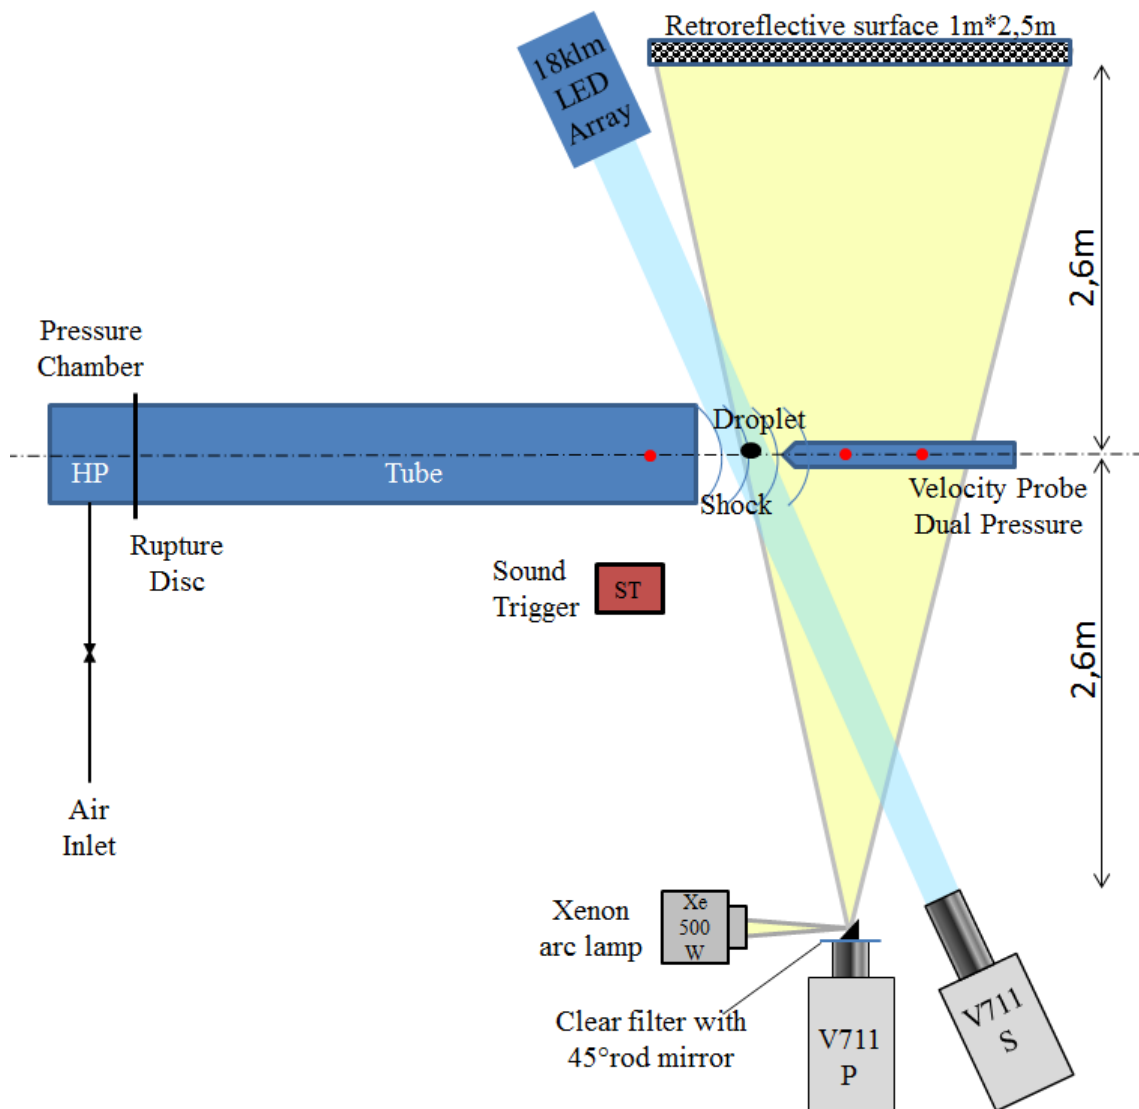 Retroreflective surface 1m*2,5m
18klm
LED
Array
2,6m
Pressure
Chamber
Droplet
HP
Tube
Shock
Velocity Probe
Dual Pressure
Rupture
Disc
Sound
Trigger
ST
2,6m
Air
Inlet
Xenon
arc lamp
Xe
500
W
Clear filter with
45°rod mirror
V711
P
V711
S